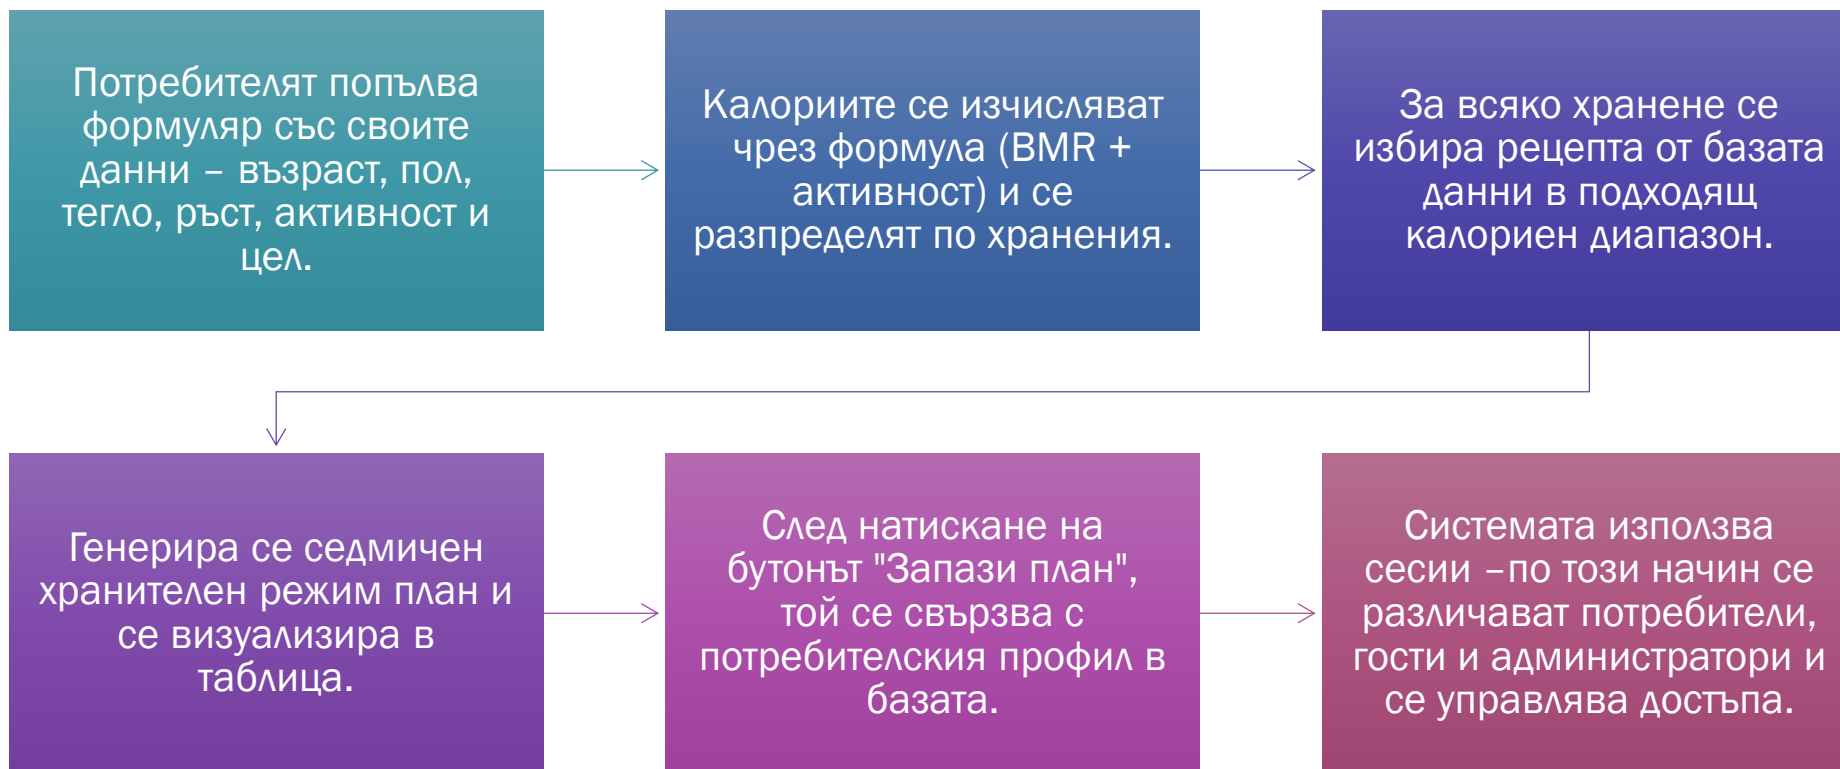 Потребителят попълва
формуляр със своите
данни – възраст, пол,
тегло, ръст, активност и
цел.
Калориите се изчисляват
чрез формула (BMR +
активност) и се
разпределят по хранения.
За всяко хранене се
избира рецепта от базата
данни в подходящ
калориен диапазон.
Генерира се седмичен
хранителен режим план и
се визуализира в
таблица.
След натискане на
бутонът "Запази план",
той се свързва с
потребителския профил в
базата.
Системата използва
сесии –по този начин се
различават потребители,
гости и администратори и
се управлява достъпа.